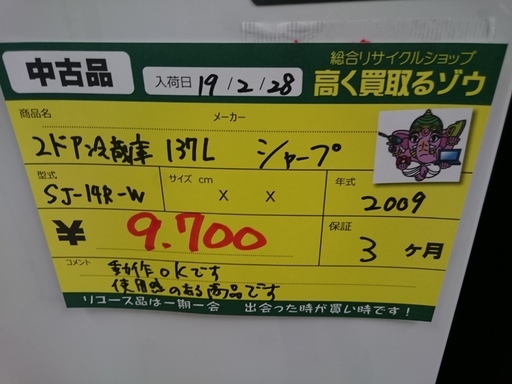 中古品
入荷日 19/2/28
総合リサイクルショップ
高く買取るゾウ
商品名 メーカー
2ドア冷蔵庫 137L シャープ
型式 サイズ cm 年式
SJ-14R-W X X 2009
¥ 9.700 保証 3 ヶ月
コメント 動作OKです
使用感のある商品です
リユース品は一期一会 出会った時が買い時です!